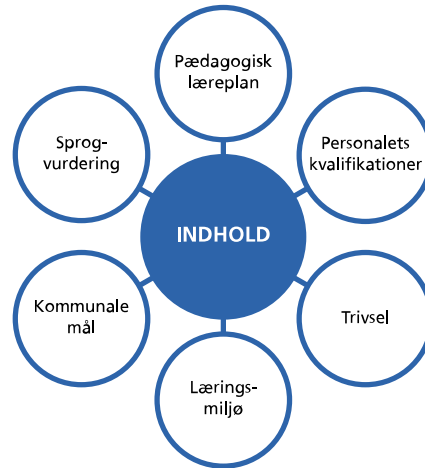 Pædagogisk
læreplan
Sprog-
vurdering
Personalets
kvalifikationer
INDHOLD
Kommunale
mål
Trivsel
Lærings-
miljø